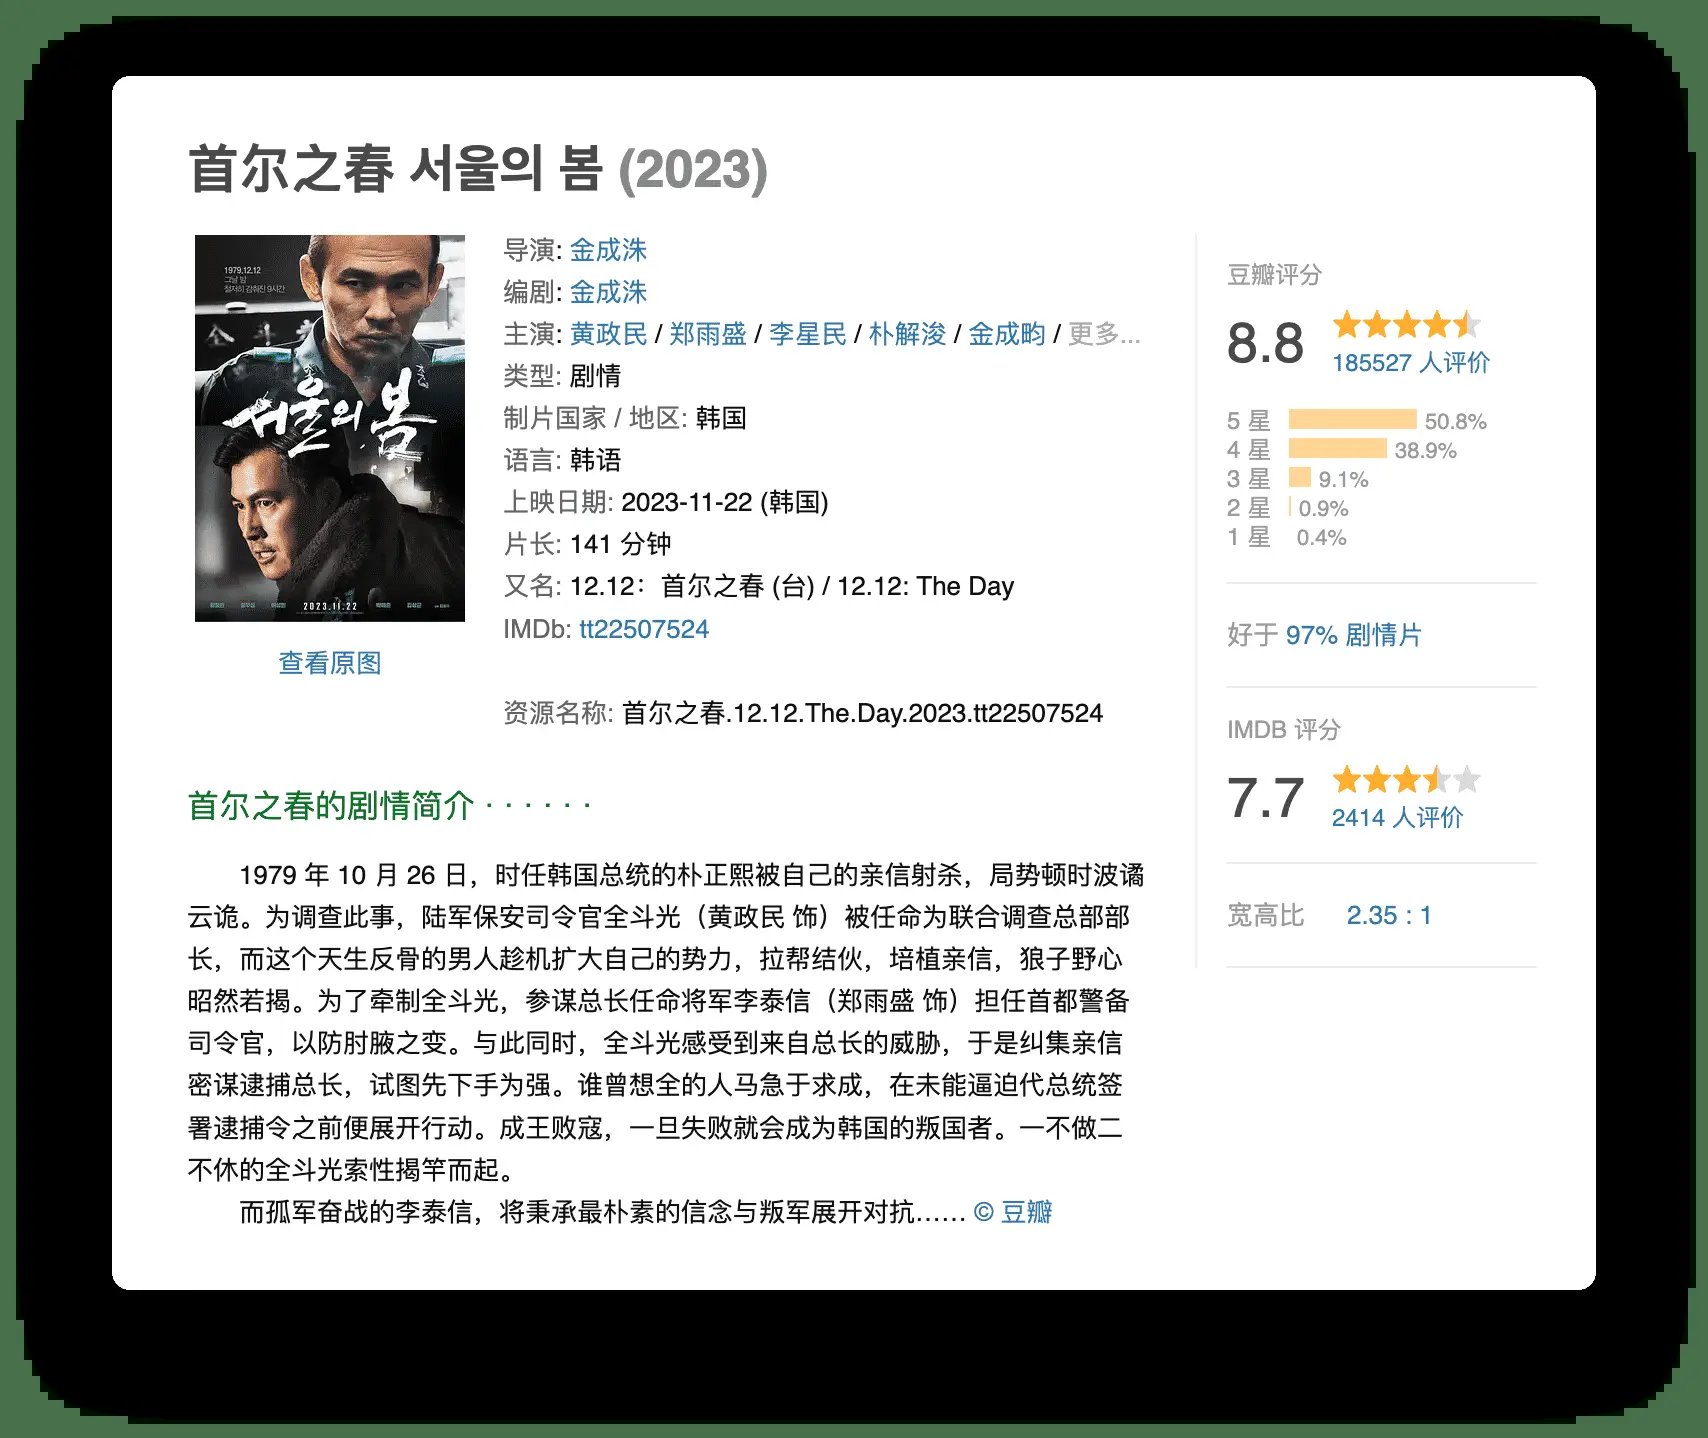 首尔之春 서울의 봄 (2023)
1979.12.12
그날 밤
철저히 감춰진 9시간
서울의 봄
2023.11.22
查看原图
导演: 金成洙
编剧: 金成洙
主演: 黄政民 / 郑雨盛 / 李星民 / 朴解浚 / 金成畇 / 更多...
类型: 剧情
制片国家 / 地区: 韩国
语言: 韩语
上映日期: 2023-11-22 (韩国)
片长: 141 分钟
又名: 12.12：首尔之春 (台) / 12.12: The Day
IMDb: tt22507524
资源名称: 首尔之春.12.12.The.Day.2023.tt22507524
豆瓣评分
8.8
185527 人评价
5 星 50.8%
4 星 38.9%
3 星 9.1%
2 星 0.9%
1 星 0.4%
好于 97% 剧情片
IMDB 评分
7.7
2414 人评价
宽高比 2.35 : 1
首尔之春的剧情简介 · · · · · ·
1979 年 10 月 26 日，时任韩国总统的朴正熙被自己的亲信射杀，局势顿时波谲
云诡。为调查此事，陆军保安司令官全斗光（黄政民 饰）被任命为联合调查总部部
长，而这个天生反骨的男人趁机扩大自己的势力，拉帮结伙，培植亲信，狼子野心
昭然若揭。为了牵制全斗光，参谋总长任命将军李泰信（郑雨盛 饰）担任首都警备
司令官，以防肘腋之变。与此同时，全斗光感受到来自总长的威胁，于是纠集亲信
密谋逮捕总长，试图先下手为强。谁曾想全的人马急于求成，在未能逼迫代总统签
署逮捕令之前便展开行动。成王败寇，一旦失败就会成为韩国的叛国者。一不做二
不休的全斗光索性揭竿而起。
而孤军奋战的李泰信，将秉承最朴素的信念与叛军展开对抗…… © 豆瓣